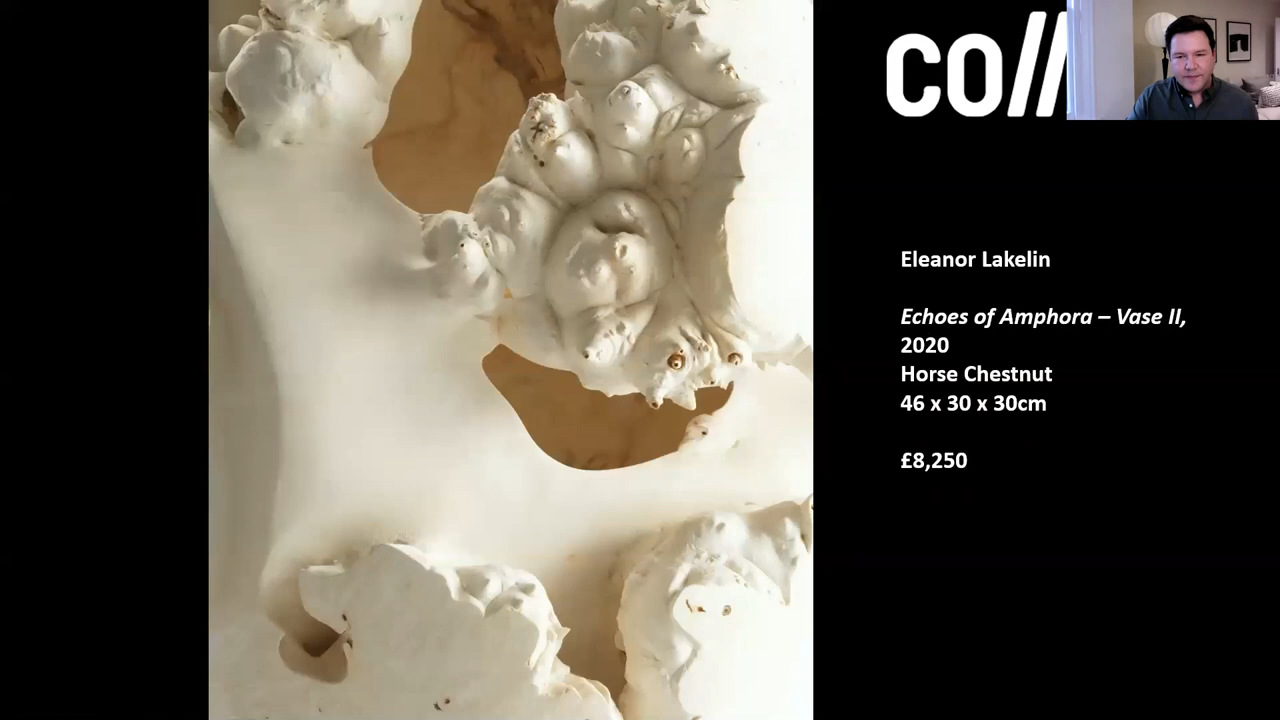 co//
Eleanor Lakelin
Echoes of Amphora – Vase II,
2020
Horse Chestnut
46 x 30 x 30cm
£8,250